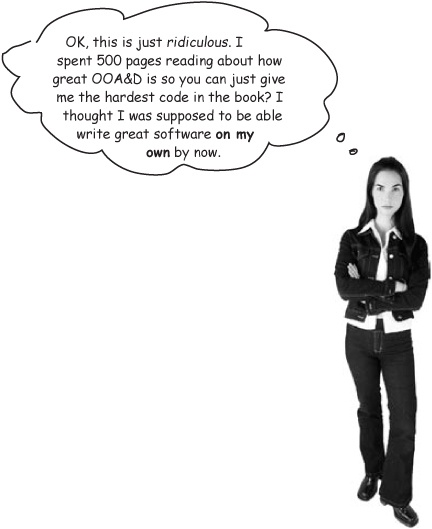 OK, this is just ridiculous. I
spent 500 pages reading about how
great OOA&D is so you can just give
me the hardest code in the book? I
thought I was supposed to be able
write great software on my
own by now.